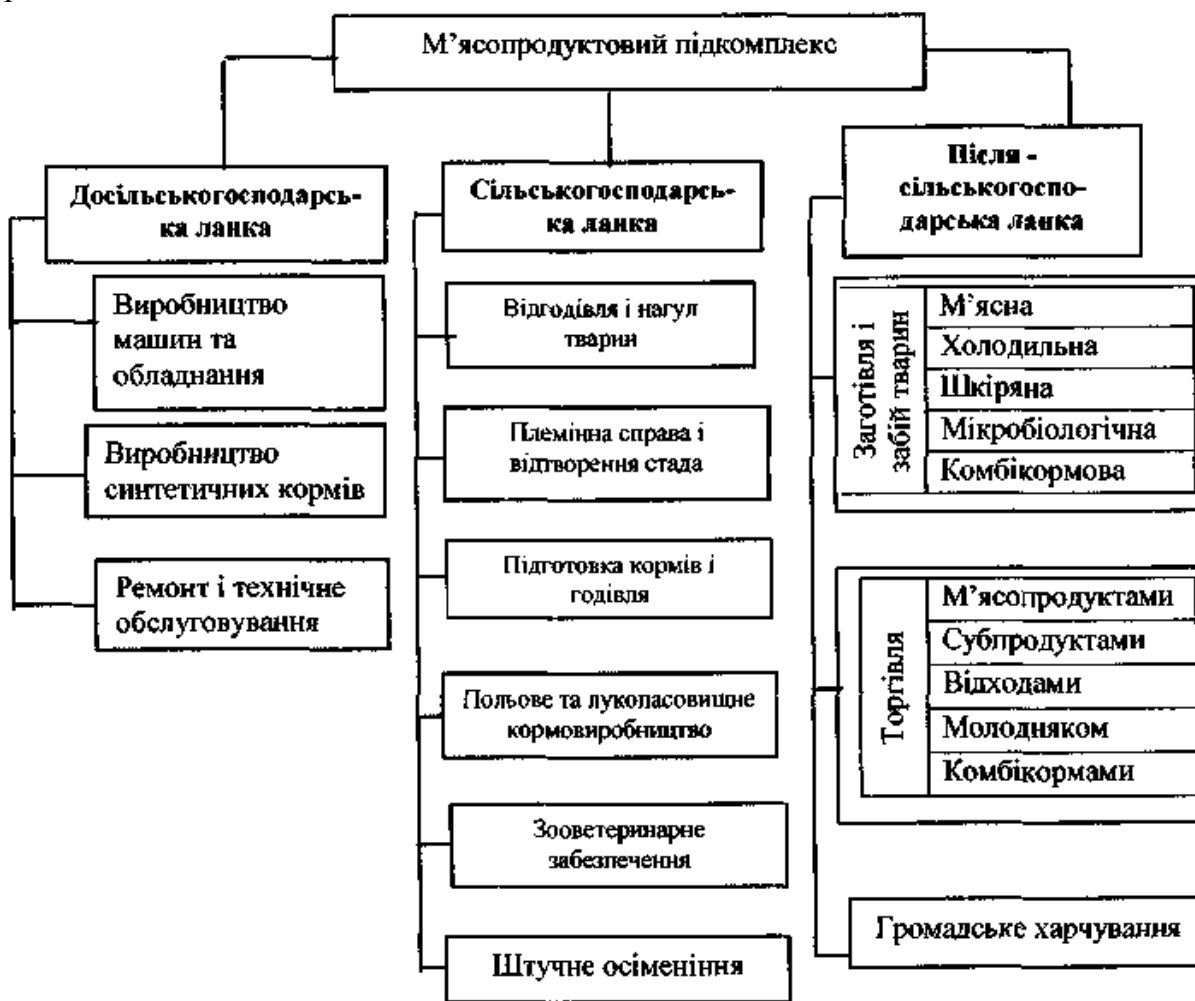 М’ясопродуктовий підкомплекс
Досільськогосподарсь-
ка ланка
Виробництво
машин та
обладнання
Виробництво
синтетичних кормів
Ремонт і технічне
обслуговування
Сільськогосподарсь-
ка ланка
Відгодівля і нагул
тварин
Племінна справа і
відтворення стада
Підготовка кормів і
годівля
Польове та лукопасовищне
кормовиробництво
Зооветеринарне
забезпечення
Штучне осіменіння
Після -
сільськогоспо-
дарська ланка
Заготівля і
забій тварин
М’ясна
Холодильна
Шкіряна
Мікробіологічна
Комбікормова
Торгівля
М’ясопродуктами
Субпродуктами
Відходами
Молодняком
Комбікормами
Громадське харчування